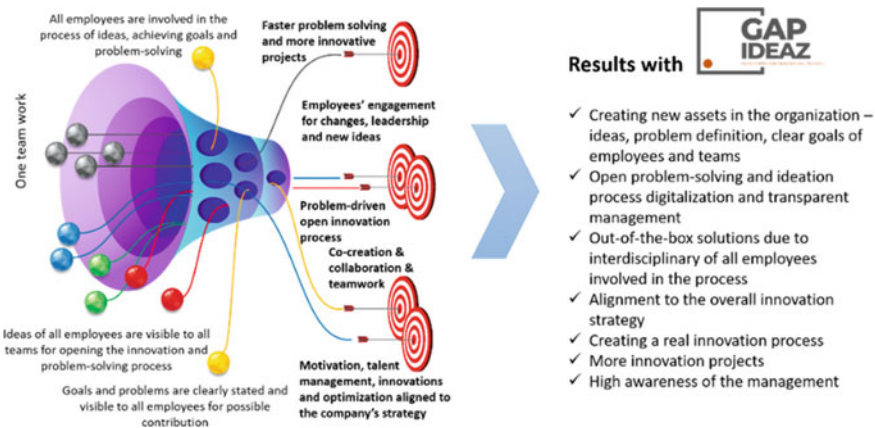 All employees are involved in the
process of ideas, achieving goals and
problem-solving
One team work
Ideas of all employees are visible to all
teams for opening the innovation and
problem-solving process
Goals and problems are clearly stated and
visible to all employees for possible
contribution
Faster problem solving
and more innovative
projects
Employees' engagement
for changes, leadership
and new ideas
Problem-driven
open innovation
process
Co-creation &
collaboration &
teamwork
Motivation, talent
management, innovations
and optimization aligned to
the company's strategy
Results with
GAP
IDEAZ
✓ Creating new assets in the organization –
ideas, problem definition, clear goals of
employees and teams
✓ Open problem-solving and ideation
process digitalization and transparent
management
✓ Out-of-the-box solutions due to
interdisciplinary of all employees
involved in the process
✓ Alignment to the overall innovation
strategy
✓ Creating a real innovation process
✓ More innovation projects
✓ High awareness of the management